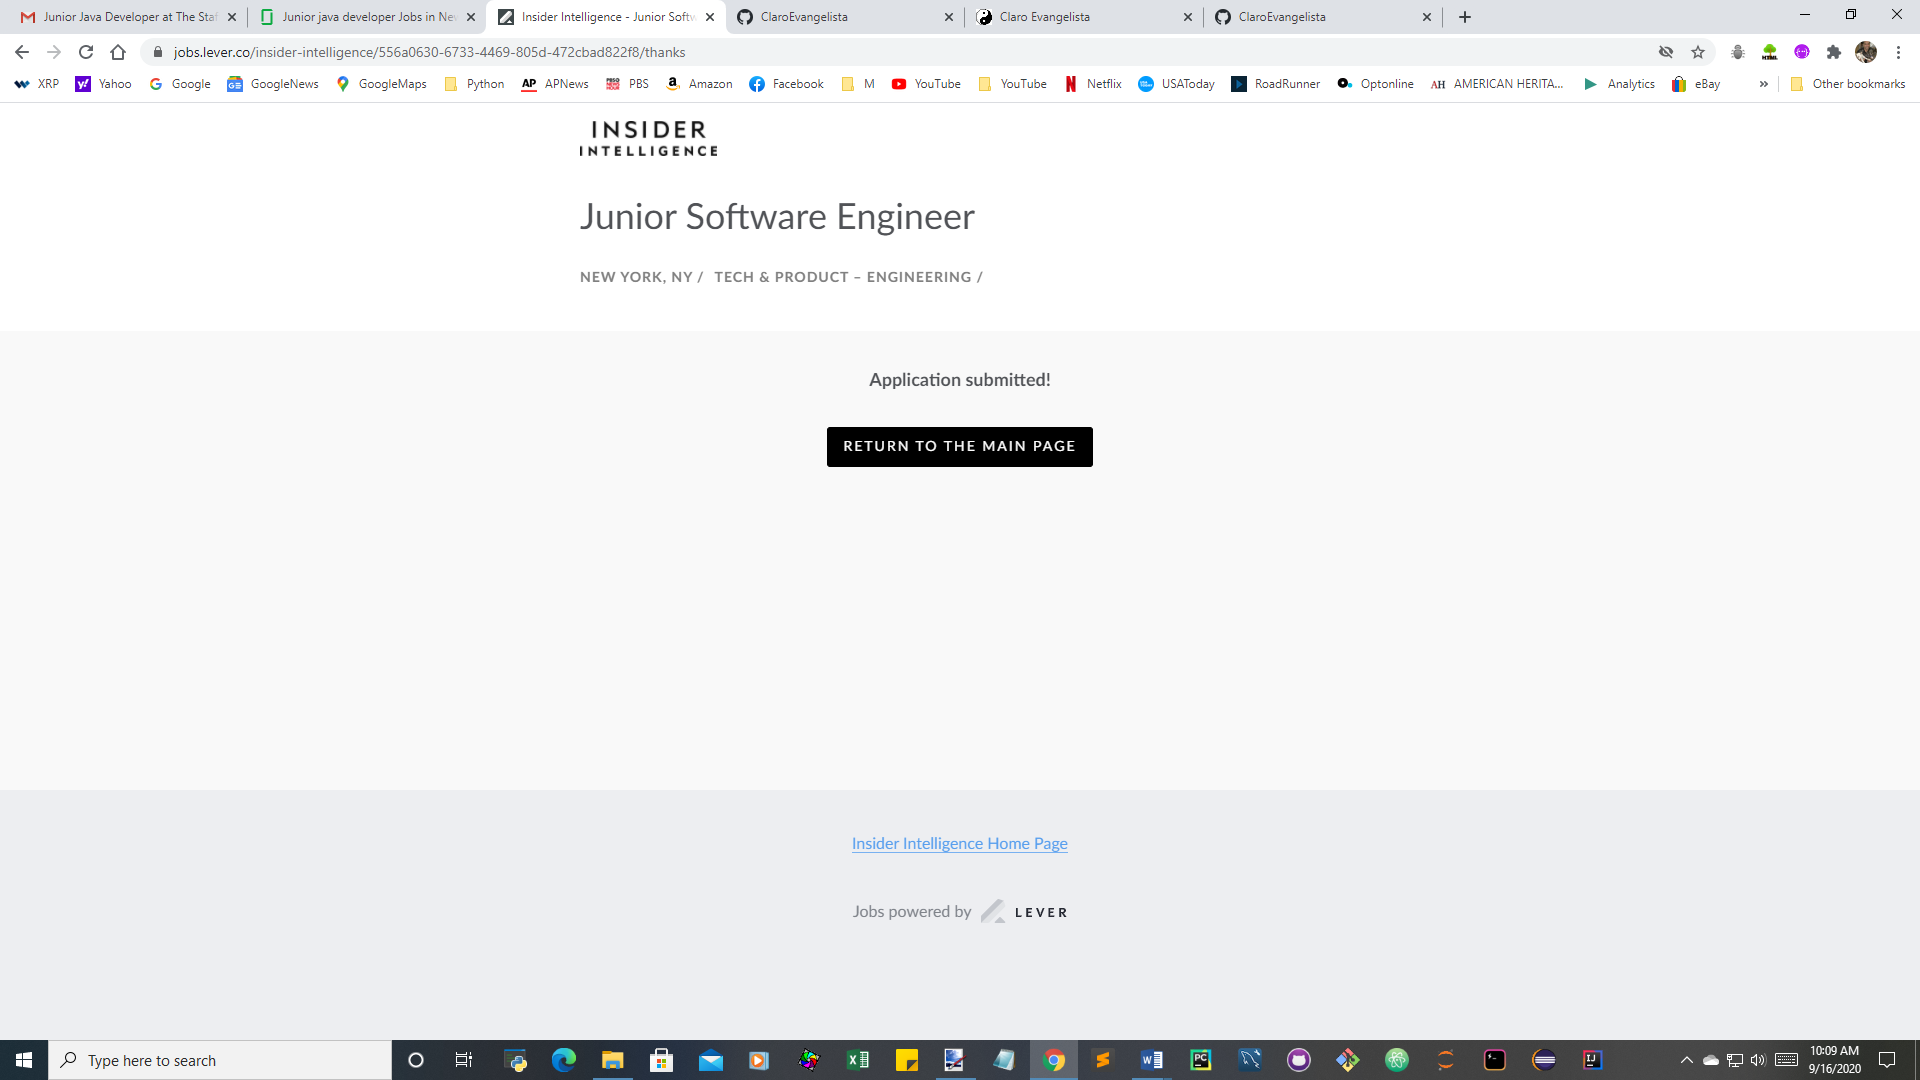 Junior Java Developer at The Staf
Junior java developer Jobs in Nev
Insider Intelligence - Junior Softw
ClaroEvangelista
Claro Evangelista
ClaroEvangelista
jobs.lever.co/insider-intelligence/556a0630-6733-4469-805d-472cbad822f8/thanks
XRP Yahoo Google GoogleNews GoogleMaps Python APNews PBS Amazon Facebook M YouTube YouTube Netflix USAToday RoadRunner Optonline AMERICAN HERITA... Analytics eBay » Other bookmarks
INSIDER
INTELLIGENCE
Junior Software Engineer
NEW YORK, NY / TECH & PRODUCT – ENGINEERING /
Application submitted!
RETURN TO THE MAIN PAGE
Insider Intelligence Home Page
Jobs powered by LEVER
Type here to search
10:09 AM
9/16/2020